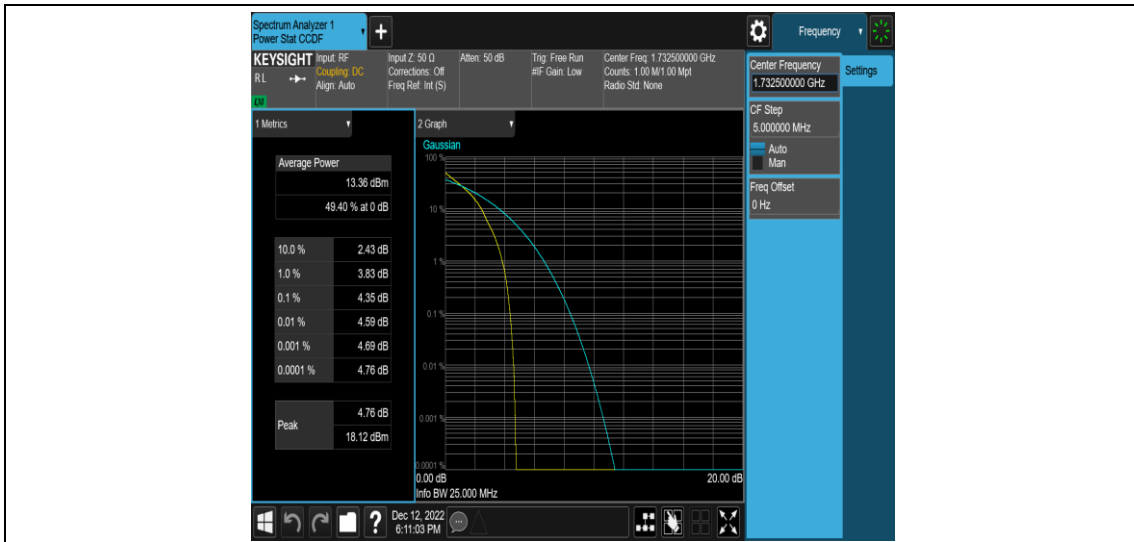 Spectrum Analyzer 1
Power Stat CCDF
+
Frequency
KEYSIGHT
RL
LXI
Input: RF
Coupling: DC
Align: Auto
Input Z: 50 Ω
Corrections: Off
Freq Ref: Int (S)
Atten: 50 dB
Trig: Free Run
#IF Gain: Low
Center Freq: 1.732500000 GHz
Counts: 1.00 M/1.00 Mpt
Radio Std: None
Center Frequency
1.732500000 GHz
Settings
CF Step
5.000000 MHz
Auto
Man
Freq Offset
0 Hz
1 Metrics
Average Power
13.36 dBm
49.40 % at 0 dB
10.0 % 2.43 dB
1.0 % 3.83 dB
0.1 % 4.35 dB
0.01 % 4.59 dB
0.001 % 4.69 dB
0.0001 % 4.76 dB
Peak
4.76 dB
18.12 dBm
2 Graph
Gaussian
100 %
10 %
1 %
0.1 %
0.01 %
0.001 %
0.0001 %
0.00 dB 20.00 dB
Info BW 25.000 MHz
?
Dec 12, 2022
6:11:03 PM